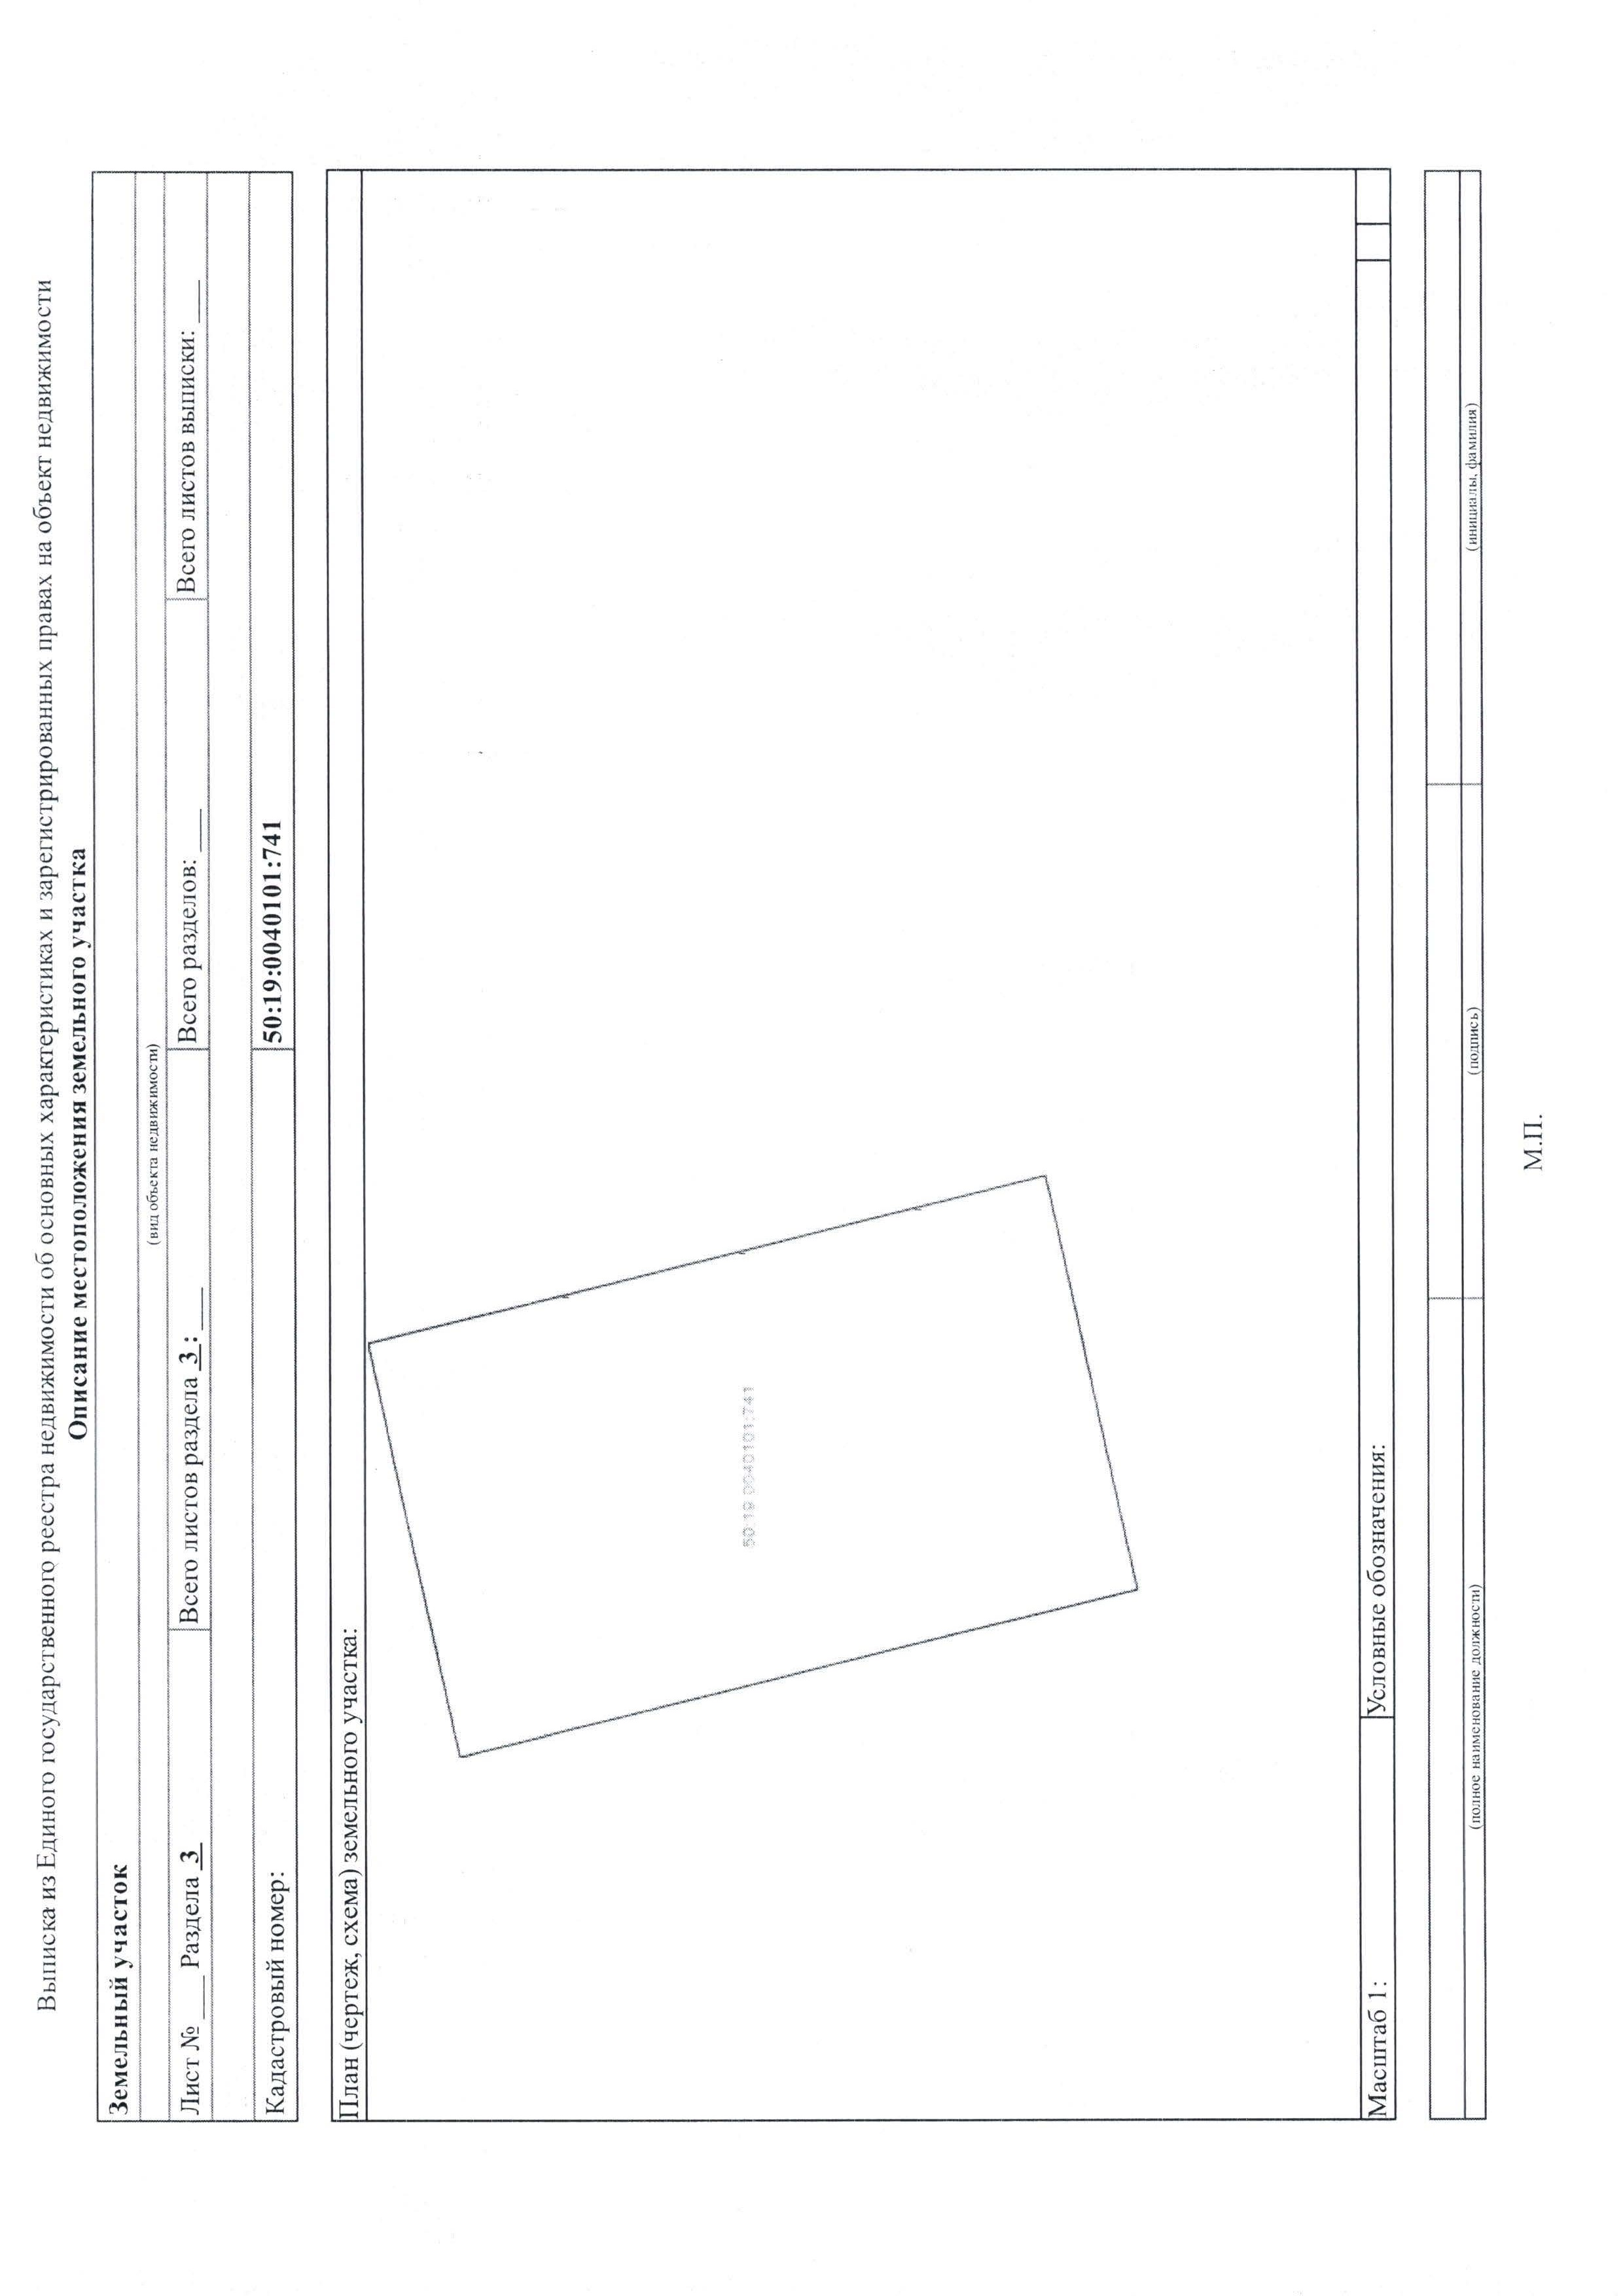 Выписка из Единого государственного реестра недвижимости об основных характеристиках и зарегистрированных правах на объект недвижимости
Описание местоположения земельного участка
Земельный участок
(вид объекта недвижимости)
Лист № ___ Раздела 3 Всего листов раздела 3 : ___ Всего разделов: ___ Всего листов выписки: ___
Кадастровый номер: 50:19:0040101:741
План (чертеж, схема) земельного участка:
50:19:0040101:741
Масштаб 1: Условные обозначения:
(полное наименование должности) (подпись) (инициалы, фамилия)
М.П.